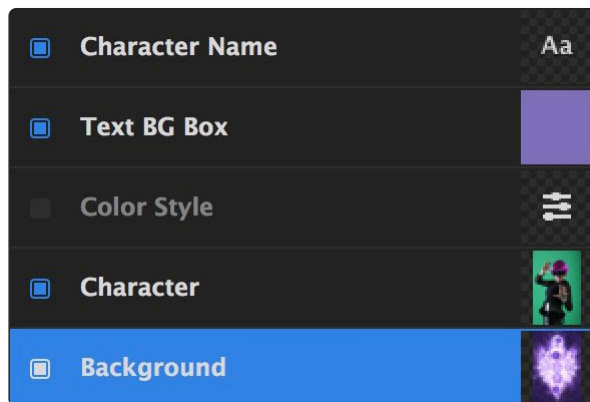 Character Name
Aa
Text BG Box
Color Style
Character
Background